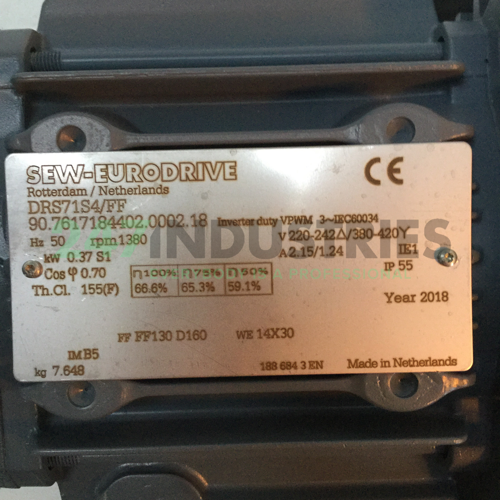 SEW-EURODRIVE CE
Rotterdam / Netherlands
DRS71S4/FF
90.7617184402.0002.18 Inverter duty VPWM 3~IEC60034
Hz 50 rpm 1380 V 220-242Δ/380-420Y
kW 0.37 S1 A 2.15/1.24 IE1
Cos φ 0.70 η100% η75% η50% IP 55
Th.Cl. 155(F) 66.6% 65.3% 59.1% Year 2018
FF FF130 D160 WE 14X30
IM B5
kg 7.648 188 684 3 EN Made in Netherlands
INDUSTRIES